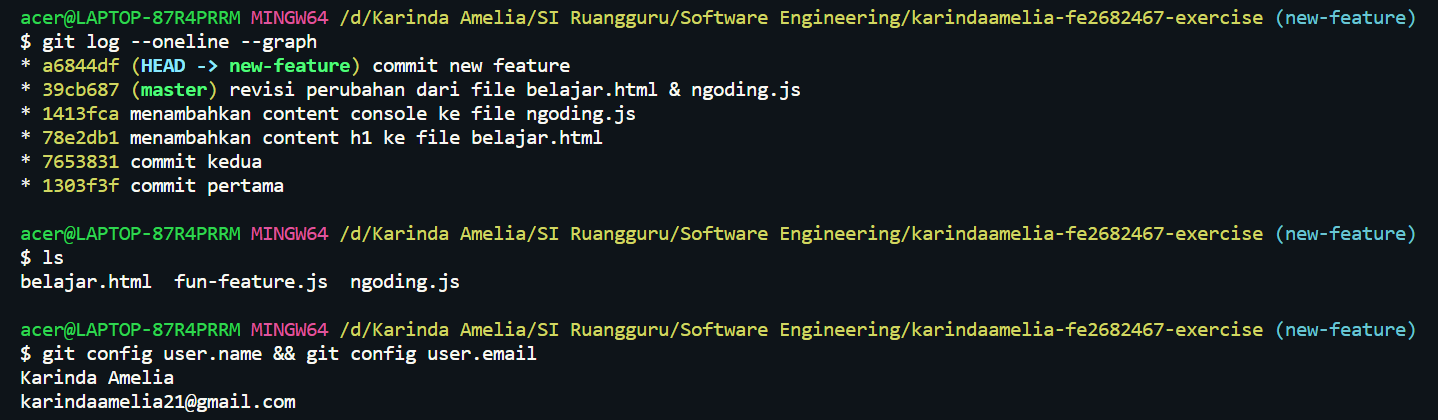 acer@LAPTOP-87R4PRRM MINGW64 /d/Karinda Amelia/SI Ruangguru/Software Engineering/karindaamelia-fe2682467-exercise (new-feature)
$ git log --oneline --graph
* a6844df (HEAD -> new-feature) commit new feature
* 39cb687 (master) revisi perubahan dari file belajar.html & ngoding.js
* 1413fca menambahkan content console ke file ngoding.js
* 78e2db1 menambahkan content h1 ke file belajar.html
* 7653831 commit kedua
* 1303f3f commit pertama
acer@LAPTOP-87R4PRRM MINGW64 /d/Karinda Amelia/SI Ruangguru/Software Engineering/karindaamelia-fe2682467-exercise (new-feature)
$ ls
belajar.html  fun-feature.js  ngoding.js
acer@LAPTOP-87R4PRRM MINGW64 /d/Karinda Amelia/SI Ruangguru/Software Engineering/karindaamelia-fe2682467-exercise (new-feature)
$ git config user.name && git config user.email
Karinda Amelia
karindaamelia21@gmail.com